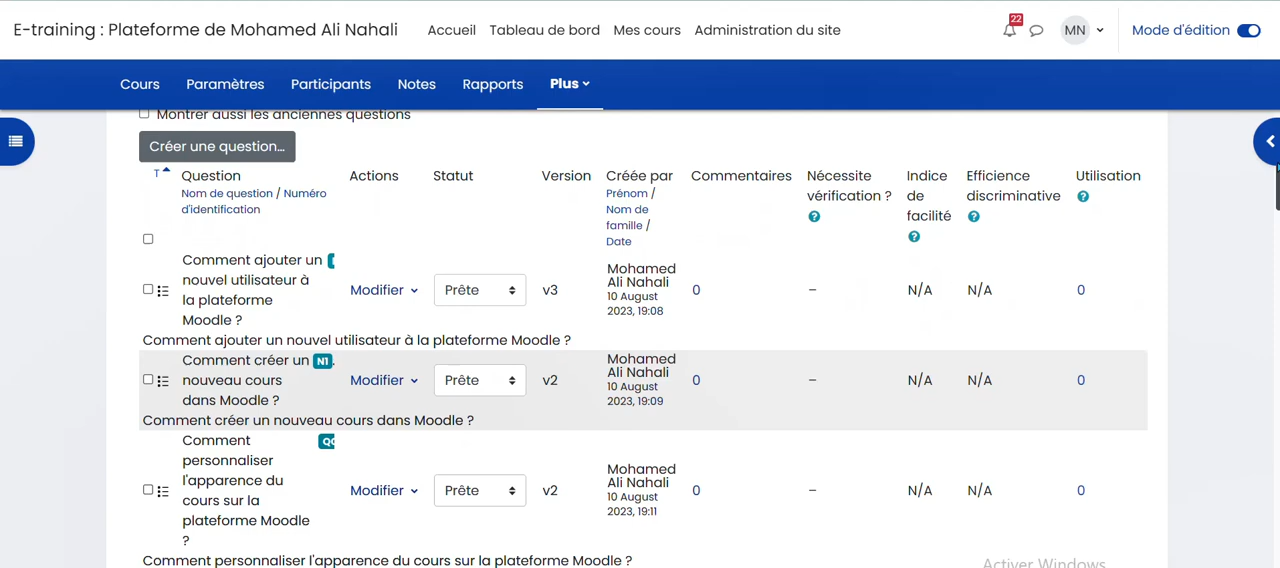 E-training : Plateforme de Mohamed Ali Nahali Accueil Tableau de bord Mes cours Administration du site 22 MN Mode d'édition
Cours Paramètres Participants Notes Rapports Plus
Montrer aussi les anciennes questions
Créer une question...
T Question Actions Statut Version Créée par Commentaires Nécessite Indice Efficience Utilisation
Nom de question / Numéro Prénom / vérification ? de discriminative
d'identification Nom de facilité
famille /
Date
Comment ajouter un
nouvel utilisateur à
la plateforme
Moodle ?
Modifier Prête v3
Mohamed
Ali Nahali
10 August
2023, 19:08
0 – N/A N/A 0
Comment ajouter un nouvel utilisateur à la plateforme Moodle ?
Comment créer un N1
nouveau cours
dans Moodle ?
Modifier Prête v2
Mohamed
Ali Nahali
10 August
2023, 19:09
0 – N/A N/A 0
Comment créer un nouveau cours dans Moodle ?
Comment
personnaliser
l'apparence du
cours sur la
plateforme Moodle
?
Modifier Prête v2
Mohamed
Ali Nahali
10 August
2023, 19:11
0 – N/A N/A 0
Comment personnaliser l'apparence du cours sur la plateforme Moodle ?
Activer Windows